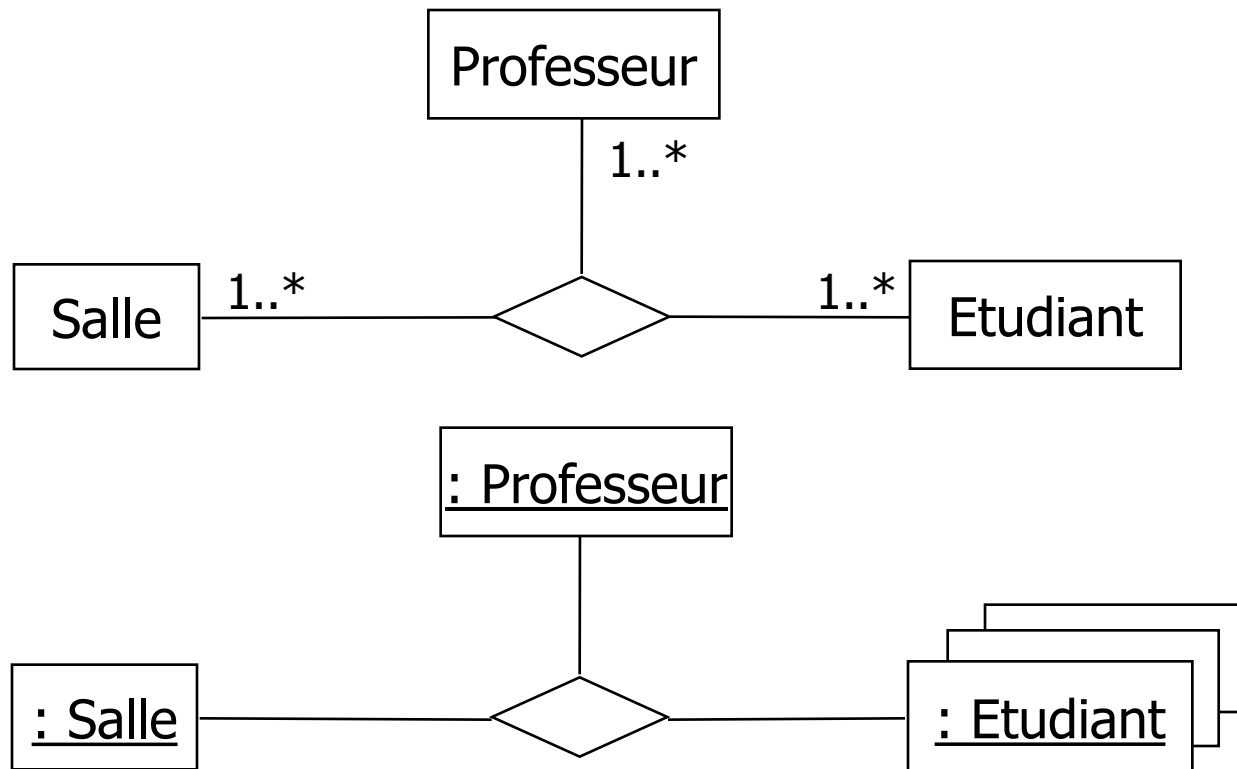 Professeur
1..*
Salle
1..*
1..*
Etudiant
: Professeur
: Salle
: Etudiant